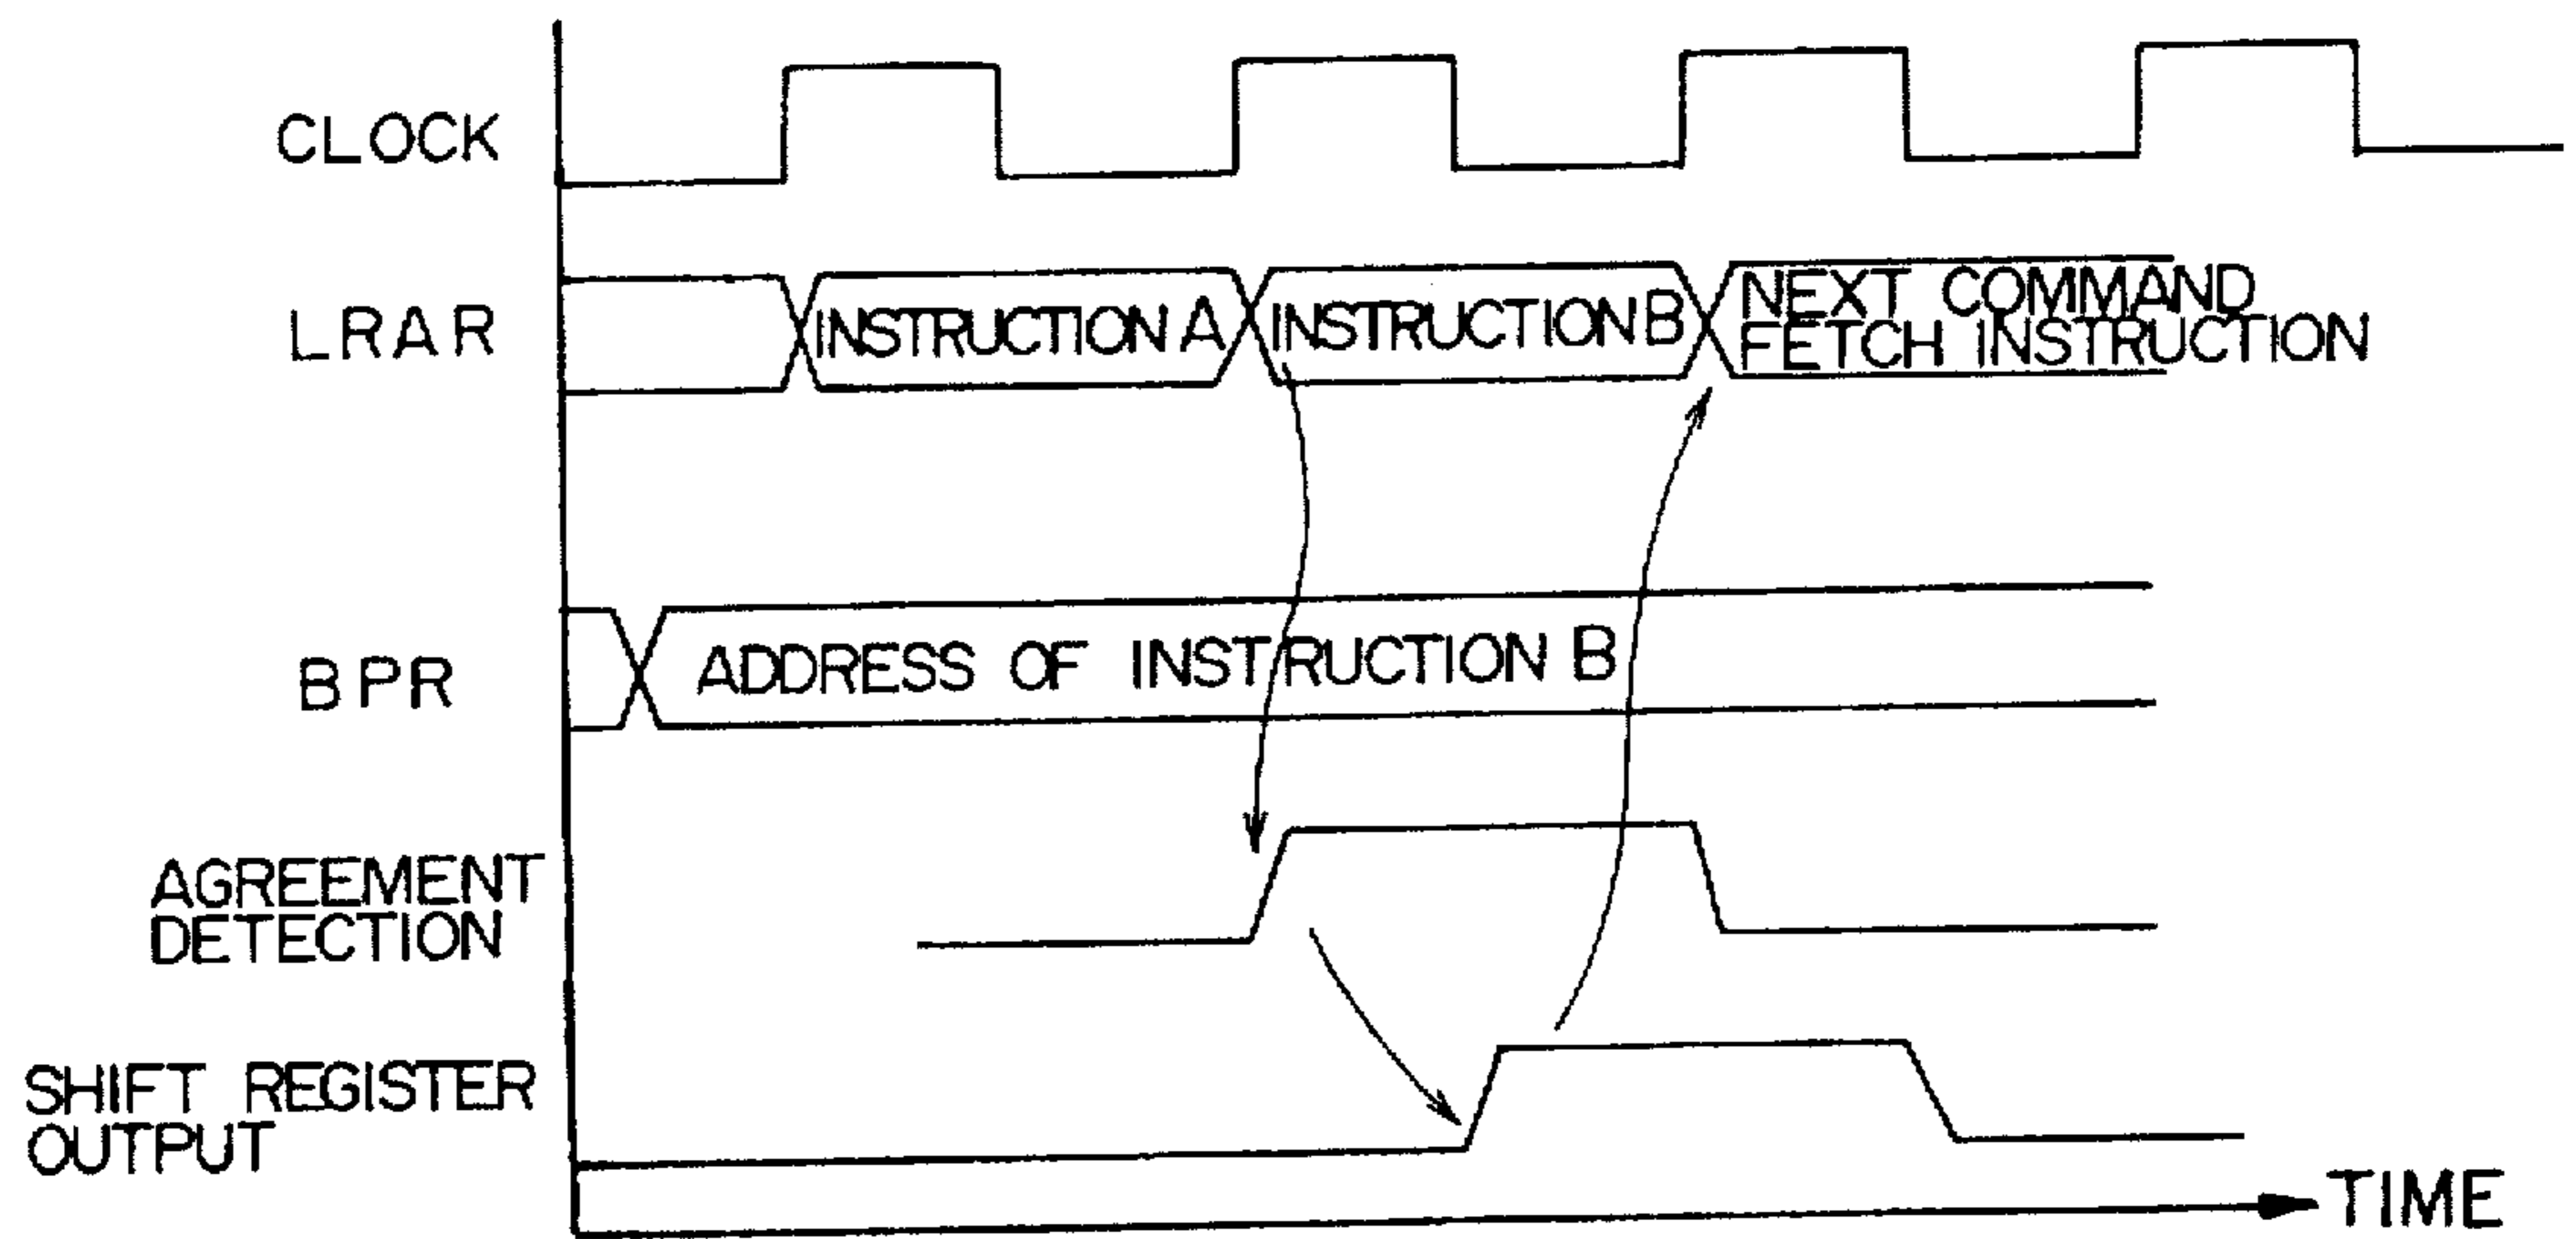 CLOCK
LRAR
INSTRUCTION A
INSTRUCTION B
NEXT COMMAND
FETCH INSTRUCTION
BPR
ADDRESS OF INSTRUCTION B
AGREEMENT
DETECTION
SHIFT REGISTER
OUTPUT
TIME